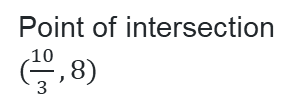 Point of intersection
(10/3, 8)